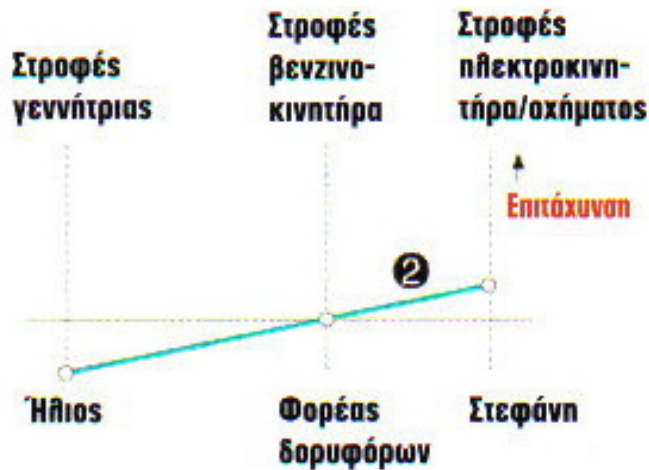 Στροφές
γεννήτριας
Στροφές
βενζινο-
κινητήρα
Στροφές
ηλεκτροκινη-
τήρα/οχήματος
Επιτάχυνση
2
Ήλιος
Φορέας
δορυφόρων
Στεφάνη